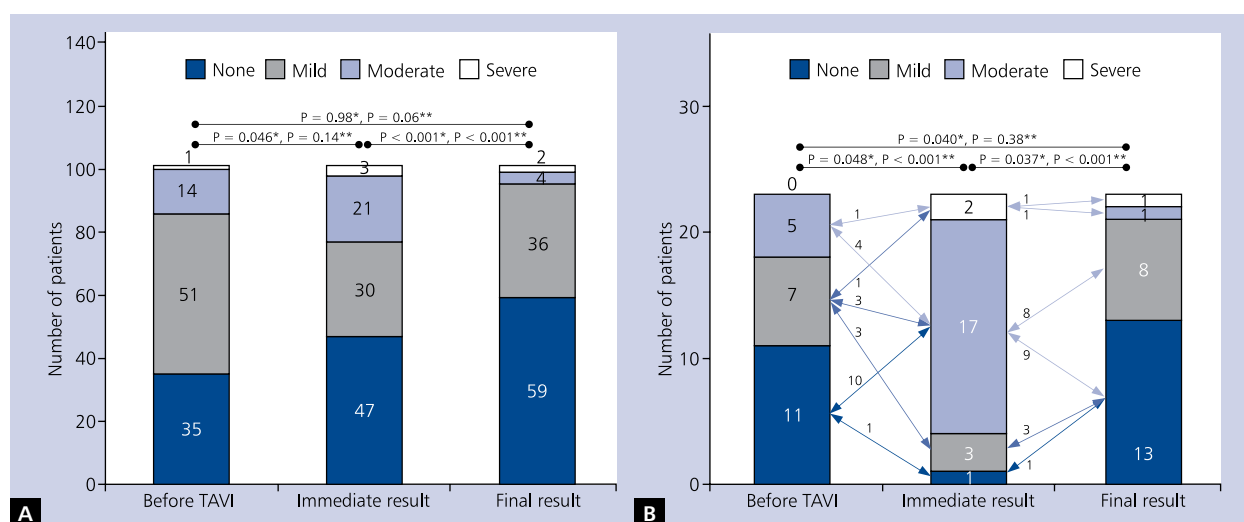 140
120
100
80
60
40
20
0
Number of patients
None Mild Moderate Severe
P = 0.98*, P = 0.06**
P = 0.046*, P = 0.14** P < 0.001*, P < 0.001**
1 3 2
14 21 4
51 30 36
35 47 59
Before TAVI Immediate result Final result
A
30
20
10
0
Number of patients
None Mild Moderate Severe
P = 0.040*, P = 0.38**
P = 0.048*, P < 0.001** P = 0.037*, P < 0.001**
0
5 1 2 1 1
4 1 1
7 1 17 8
3
3 8
10 9
11 1 3 3 13
1 1
Before TAVI Immediate result Final result
B